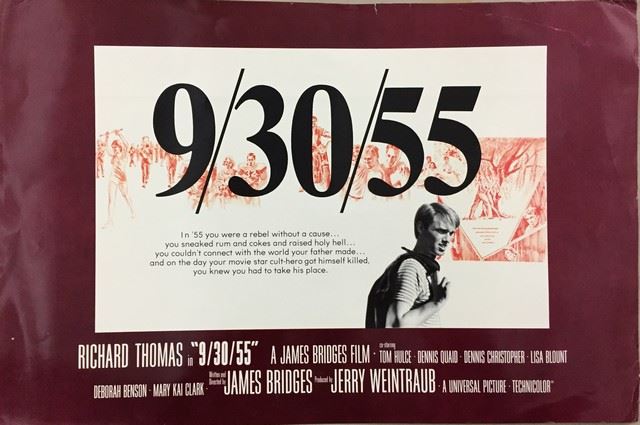 9/30/55
In '55 you were a rebel without a cause...
you sneaked rum and cokes and raised holy hell...
you couldn't connect with the world your father made...
and on the day your movie star cult-hero got himself killed,
you knew you had to take his place.
RICHARD THOMAS in "9/30/55" A JAMES BRIDGES FILM · co-starring TOM HULCE · DENNIS QUAID · DENNIS CHRISTOPHER · LISA BLOUNT
DEBORAH BENSON · MARY KAI CLARK · Written and Directed by JAMES BRIDGES Produced by JERRY WEINTRAUB · A UNIVERSAL PICTURE · TECHNICOLOR®